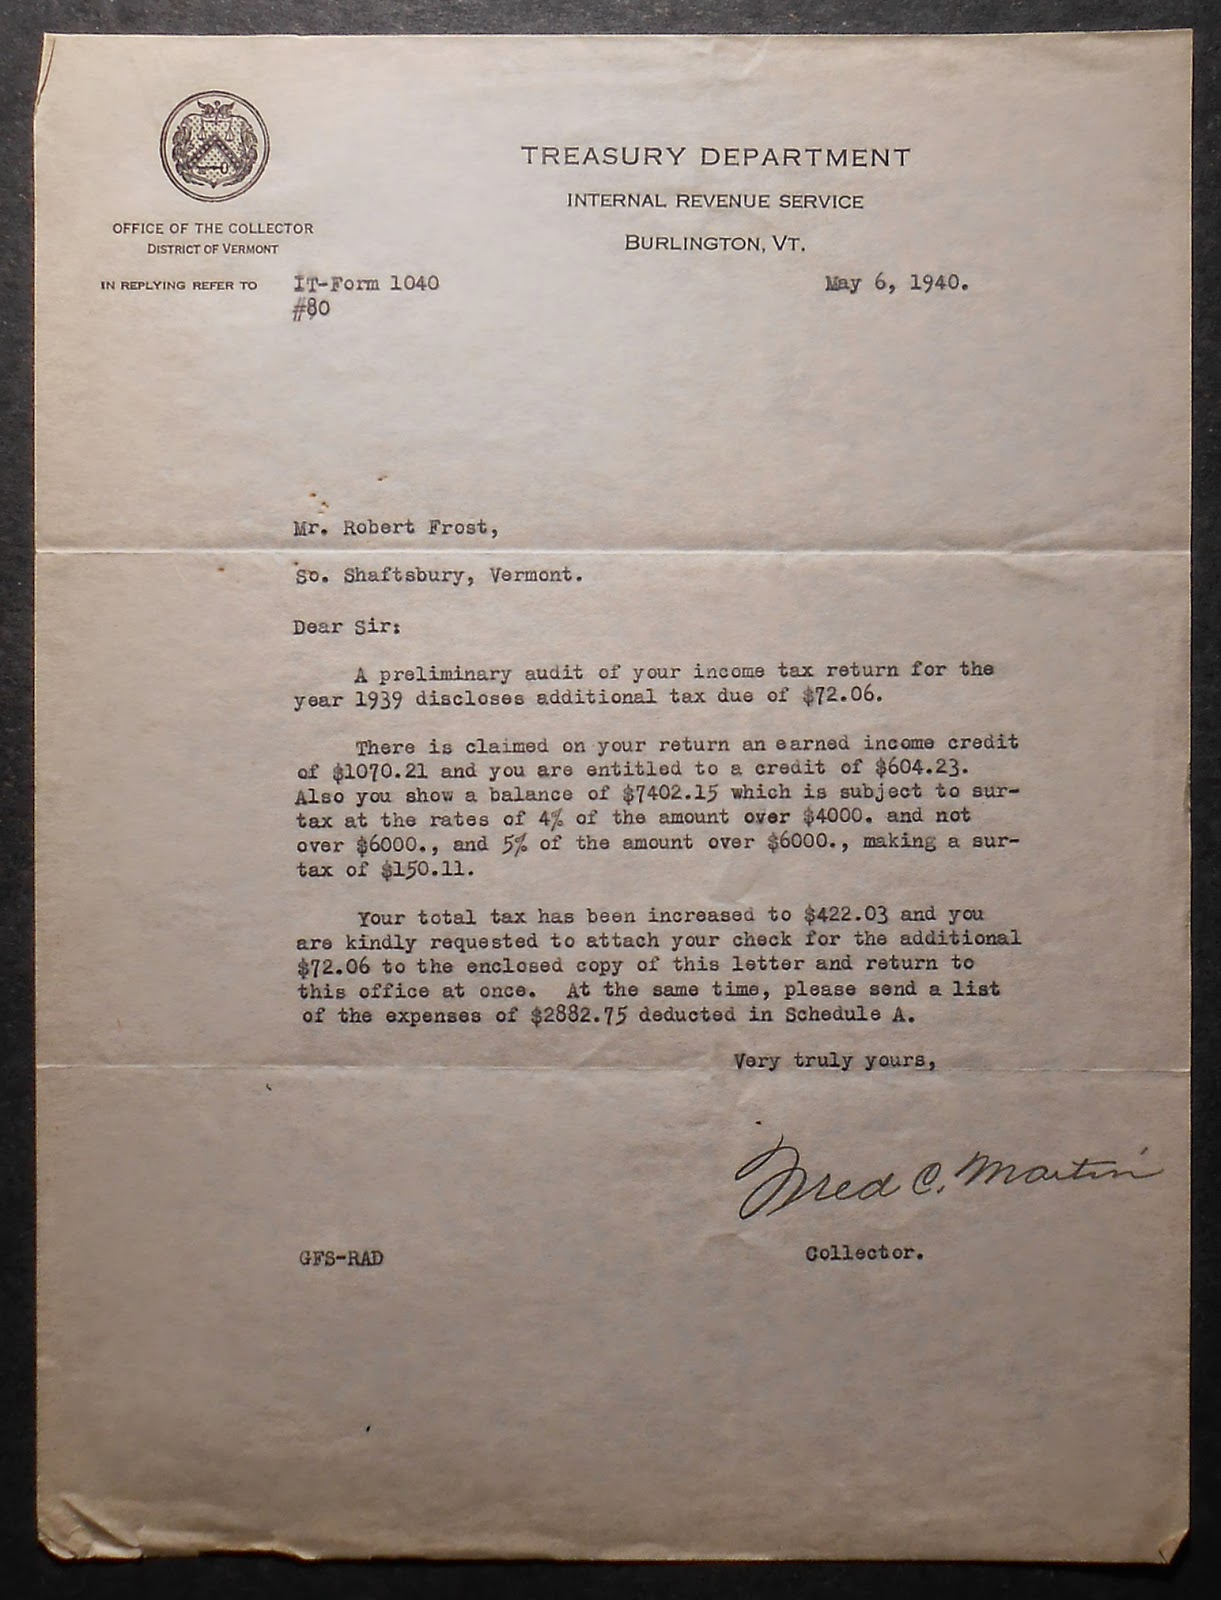 TREASURY DEPARTMENT
INTERNAL REVENUE SERVICE
BURLINGTON, VT.
OFFICE OF THE COLLECTOR
DISTRICT OF VERMONT
IN REPLYING REFER TO IT-Form 1040
#80
May 6, 1940.
Mr. Robert Frost,
So. Shaftsbury, Vermont.
Dear Sir:
A preliminary audit of your income tax return for the
year 1939 discloses additional tax due of $72.06.
There is claimed on your return an earned income credit
of $1070.21 and you are entitled to a credit of $604.23.
Also you show a balance of $7402.15 which is subject to sur-
tax at the rates of 4% of the amount over $4000. and not
over $6000., and 5% of the amount over $6000., making a sur-
tax of $150.11.
Your total tax has been increased to $422.03 and you
are kindly requested to attach your check for the additional
$72.06 to the enclosed copy of this letter and return to
this office at once. At the same time, please send a list
of the expenses of $2882.75 deducted in Schedule A.
Very truly yours,
Fred C. Martin
Collector.
GFS-RAD